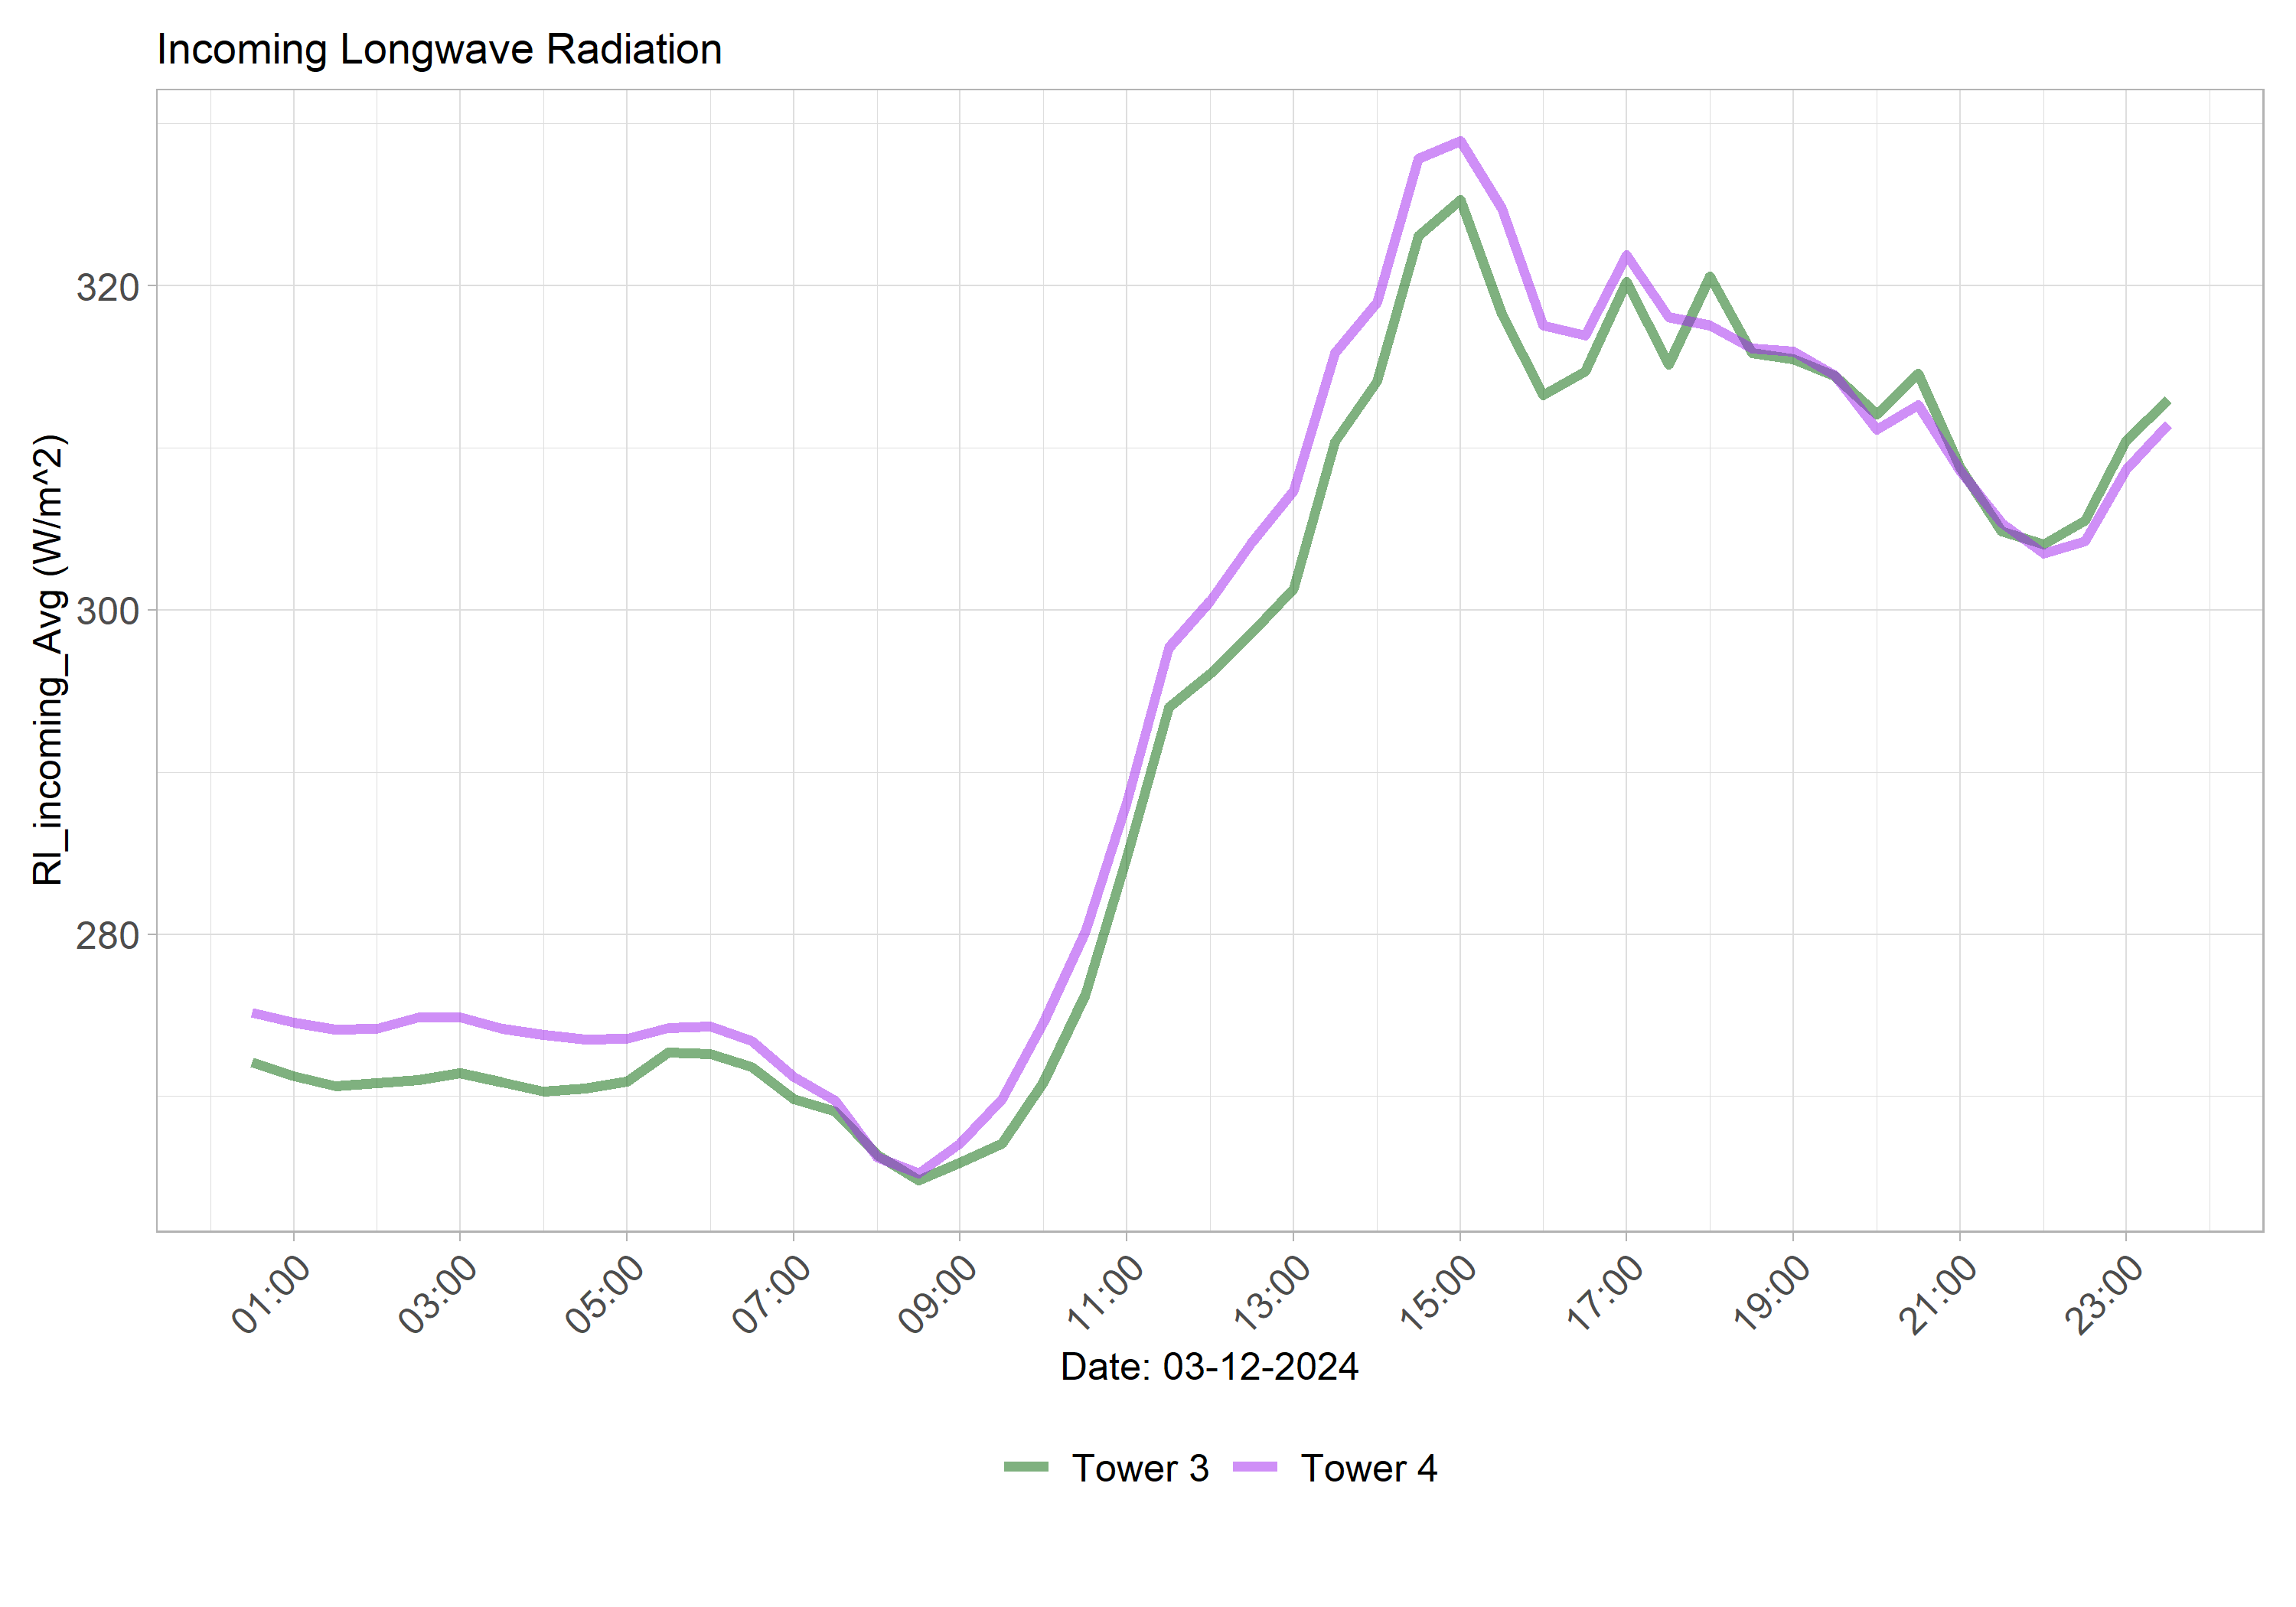 Incoming Longwave Radiation
RI_incoming_Avg (W/m^2)
320
300
280
01:00 03:00 05:00 07:00 09:00 11:00 13:00 15:00 17:00 19:00 21:00 23:00
Date: 03-12-2024
Tower 3 Tower 4